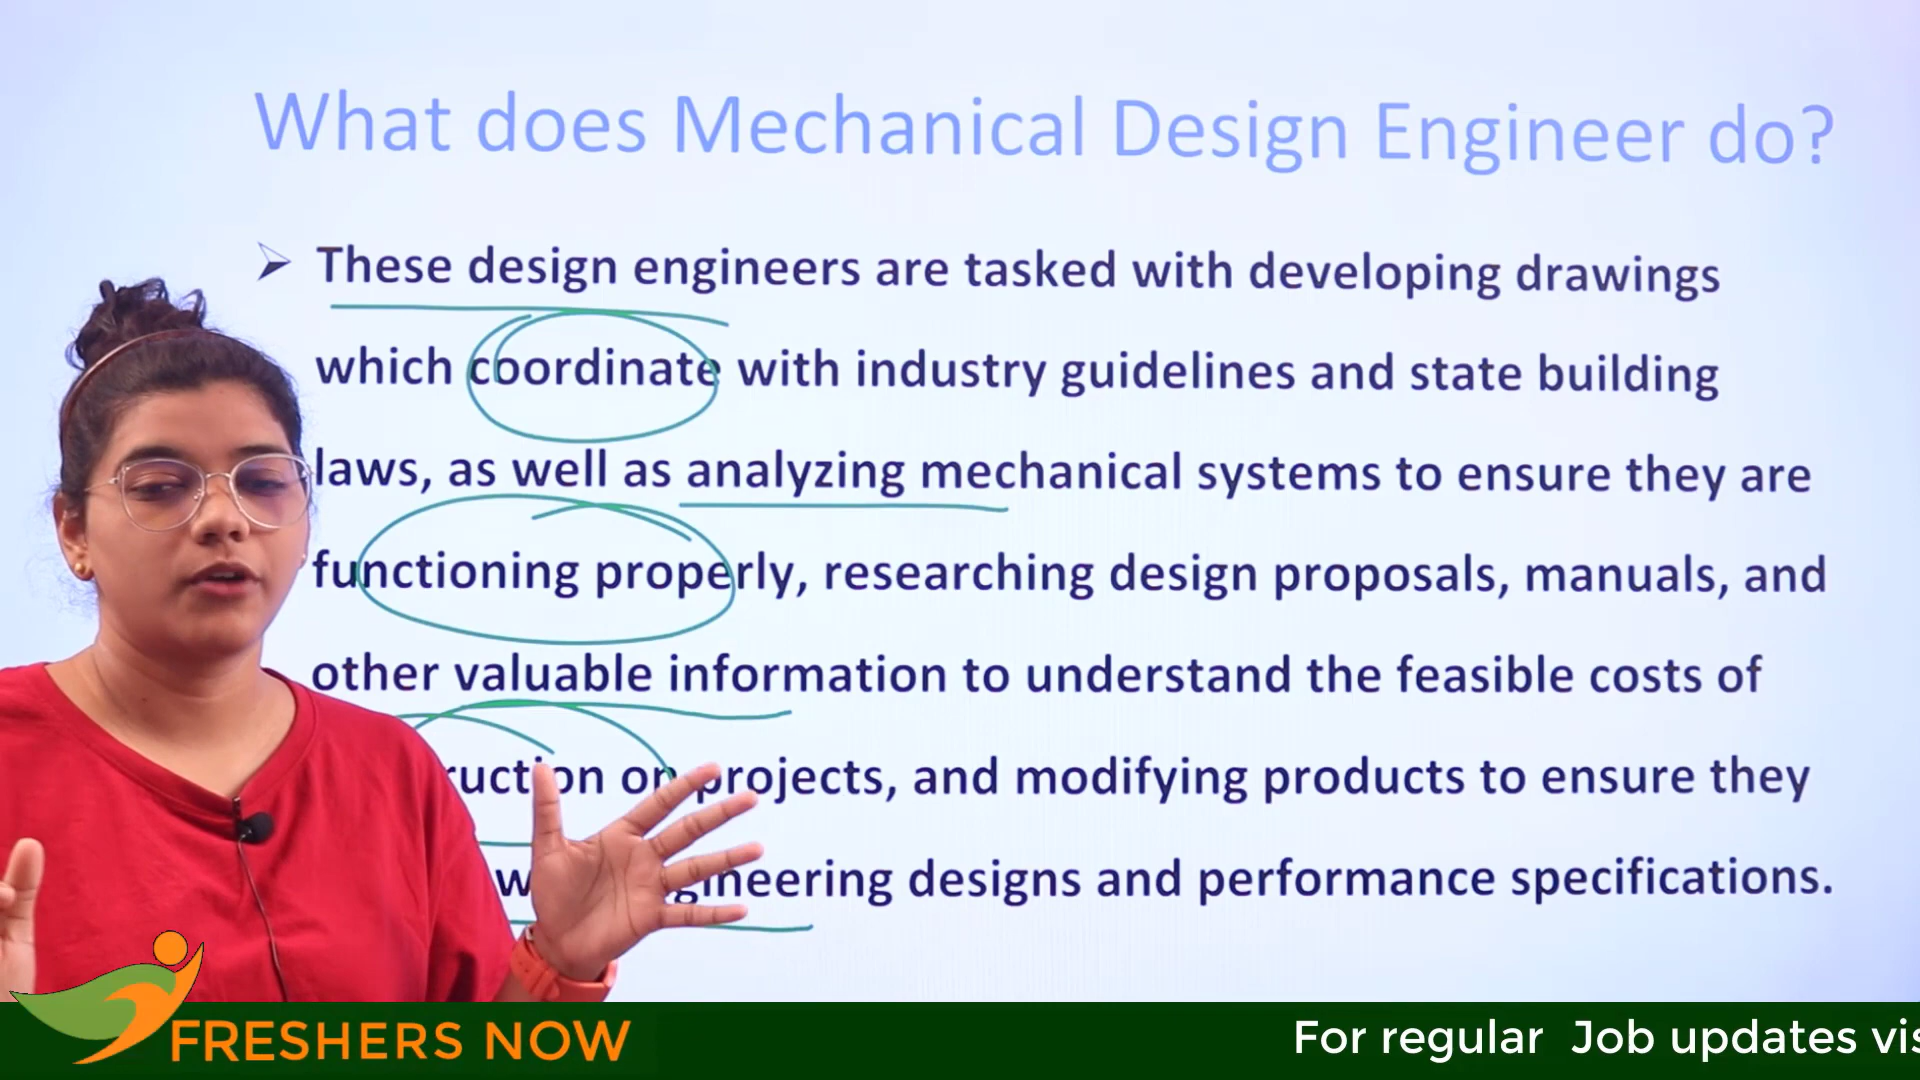 What does Mechanical Design Engineer do?
These design engineers are tasked with developing drawings
which coordinate with industry guidelines and state building
laws, as well as analyzing mechanical systems to ensure they are
functioning properly, researching design proposals, manuals, and
other valuable information to understand the feasible costs of
projects, and modifying products to ensure they
designs and performance specifications.
FRESHERS NOW
For regular Job updates